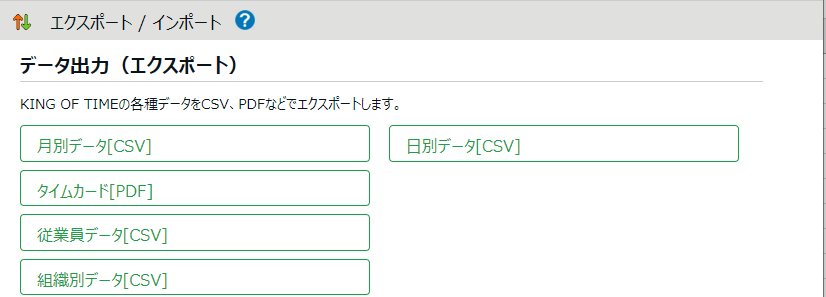 エクスポート / インポート ?
データ出力（エクスポート）
KING OF TIMEの各種データをCSV、PDFなどでエクスポートします。
月別データ[CSV]
日別データ[CSV]
タイムカード[PDF]
従業員データ[CSV]
組織別データ[CSV]